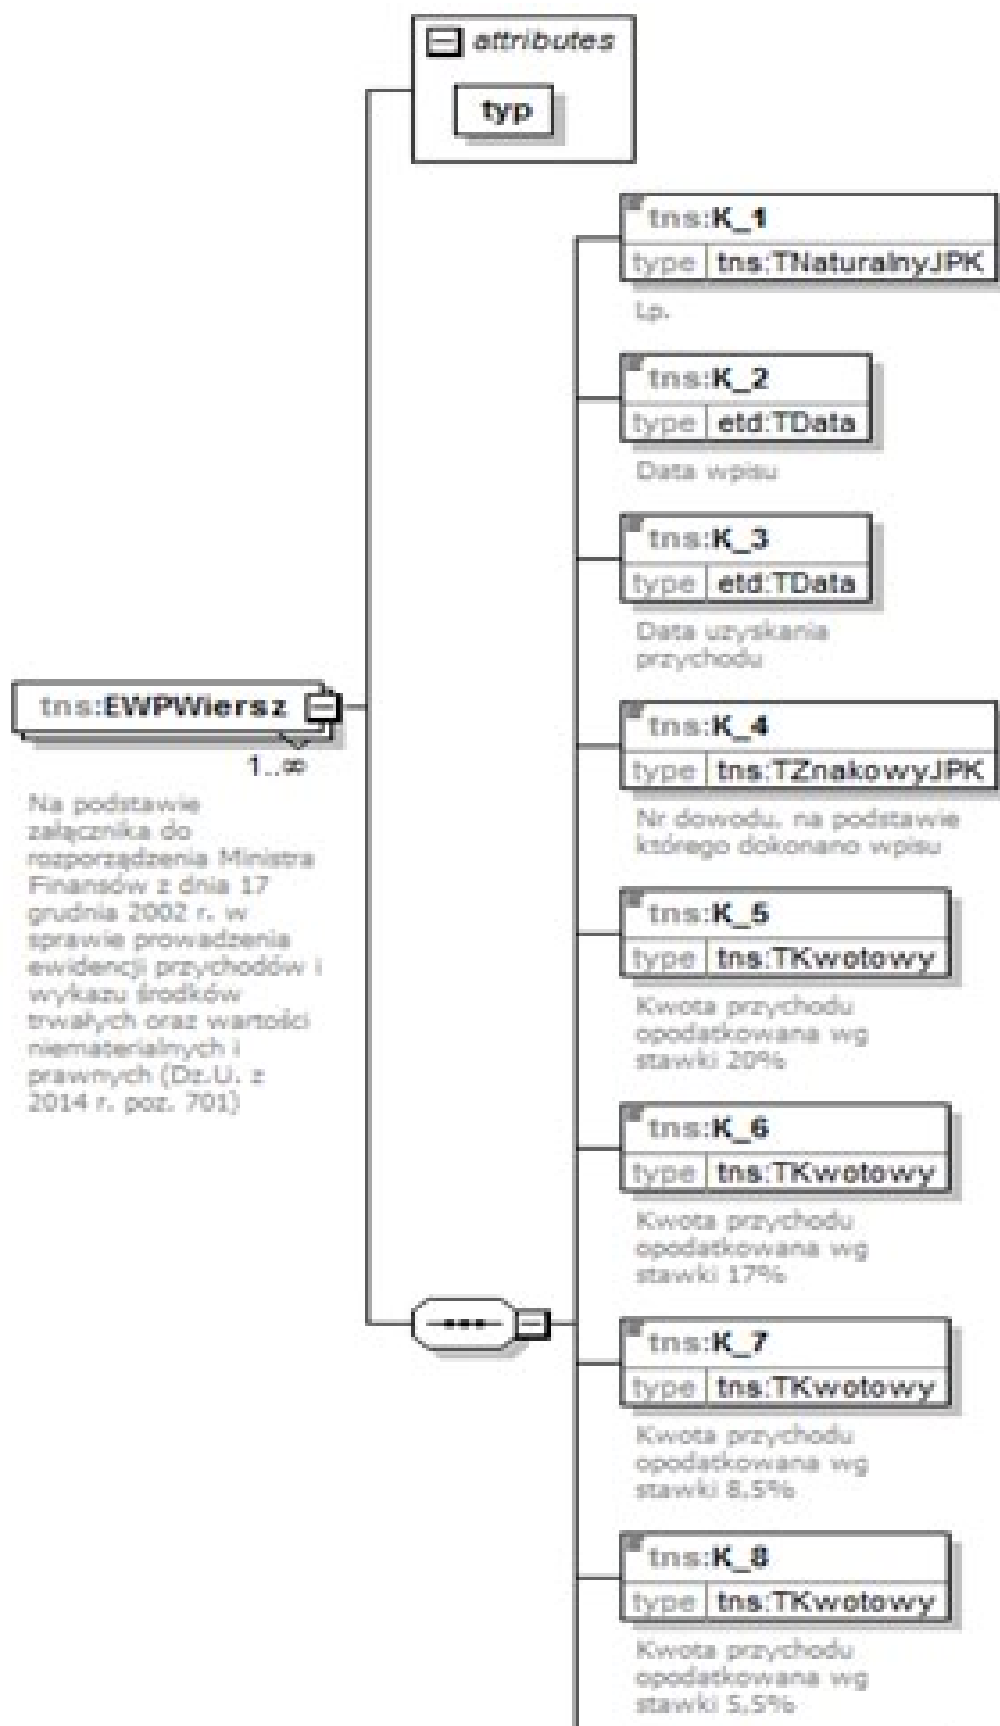 attributes
typ
tns:K_1
type tns:TNaturalnyJPK
Lp.
tns:K_2
type etd:TData
Data wpisu
tns:K_3
type etd:TData
Data uzyskania
przychodu
tns:EWPWiersz
1..∞
Na podstawie
załącznika do
rozporządzenia Ministra
Finansów z dnia 17
grudnia 2002 r. w
sprawie prowadzenia
ewidencji przychodów i
wykazu środków
trwałych oraz wartości
niematerialnych i
prawnych (Dz.U. z
2014 r. poz. 701)
tns:K_4
type tns:TZnakowyJPK
Nr dowodu, na podstawie
którego dokonano wpisu
tns:K_5
type tns:TKwotowy
Kwota przychodu
opodatkowana wg
stawki 20%
tns:K_6
type tns:TKwotowy
Kwota przychodu
opodatkowana wg
stawki 17%
tns:K_7
type tns:TKwotowy
Kwota przychodu
opodatkowana wg
stawki 8,5%
tns:K_8
type tns:TKwotowy
Kwota przychodu
opodatkowana wg
stawki 5,5%